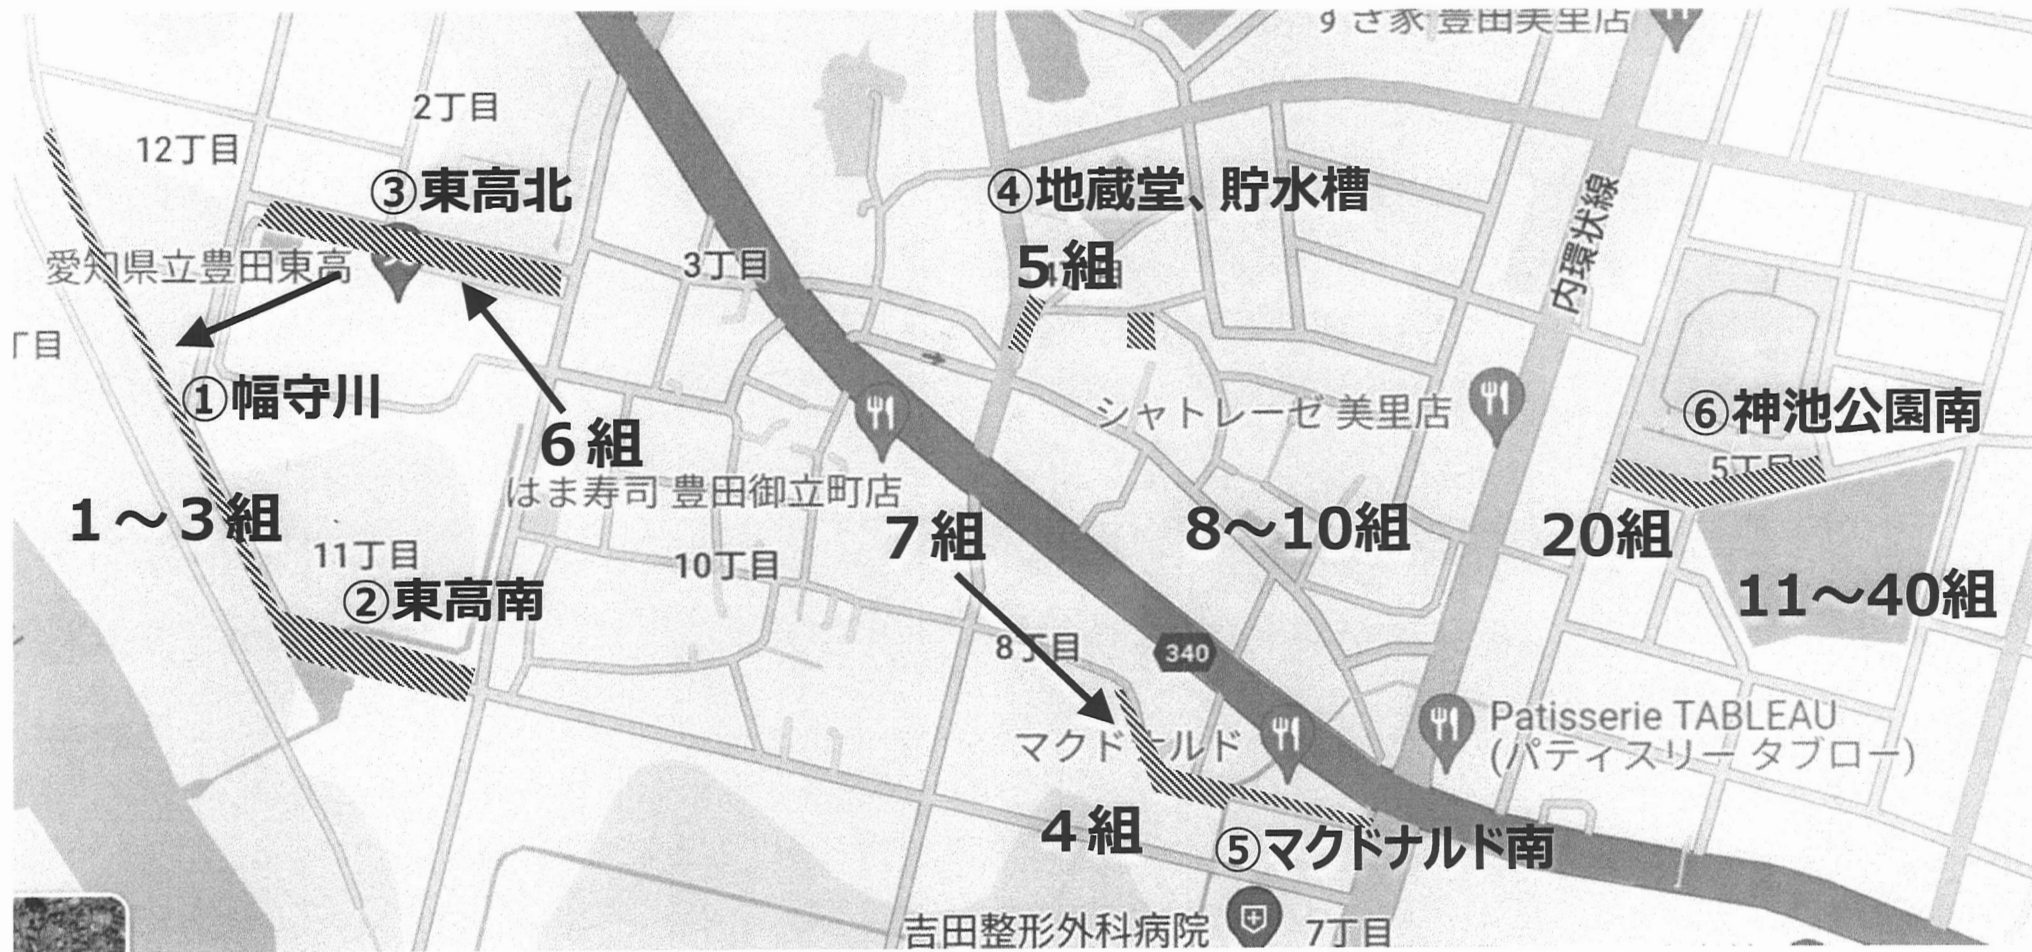 すき家 豊田美里店
2丁目
12丁目
③東高北
④地蔵堂、貯水槽
内環状線
愛知県立豊田東高
3丁目
5組
丁目
①幅守川
シャトレーゼ 美里店
⑥神池公園南
6組
5丁目
はま寿司 豊田御立町店
1～3組
7組
8～10組
20組
11丁目
10丁目
②東高南
11～40組
8丁目
340
マクドナルド
Patisserie TABLEAU
(パティスリー タブロー)
4組
⑤マクドナルド南
吉田整形外科病院
7丁目